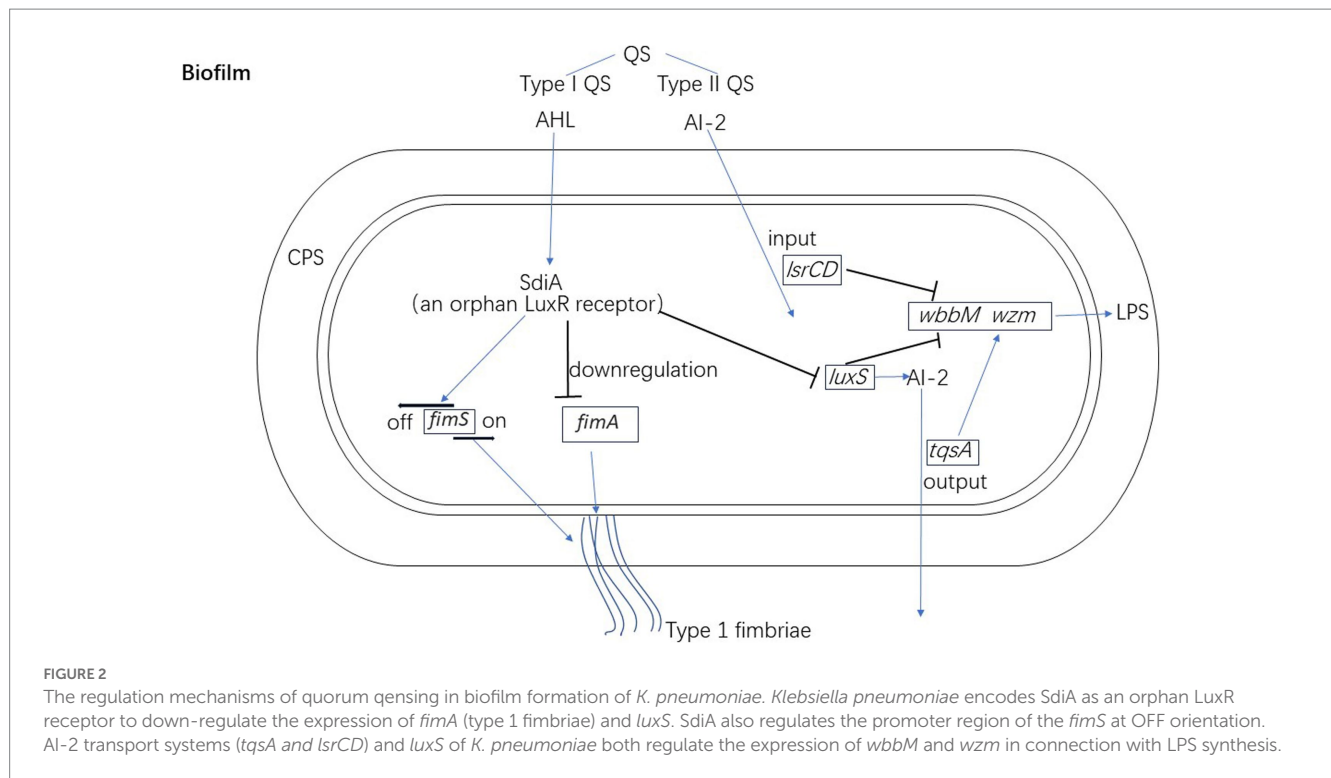 Biofilm
QS
Type I QS
Type II QS
AHL
AI-2
CPS
input
lsrCD
SdiA
(an orphan LuxR receptor)
wbbM wzm
LPS
downregulation
luxS
AI-2
off
fimS
on
fimA
tqsA
output
Type 1 fimbriae
FIGURE 2
The regulation mechanisms of quorum qensing in biofilm formation of K. pneumoniae. Klebsiella pneumoniae encodes SdiA as an orphan LuxR
receptor to down-regulate the expression of fimA (type 1 fimbriae) and luxS. SdiA also regulates the promoter region of the fimS at OFF orientation.
AI-2 transport systems (tqsA and lsrCD) and luxS of K. pneumoniae both regulate the expression of wbbM and wzm in connection with LPS synthesis.